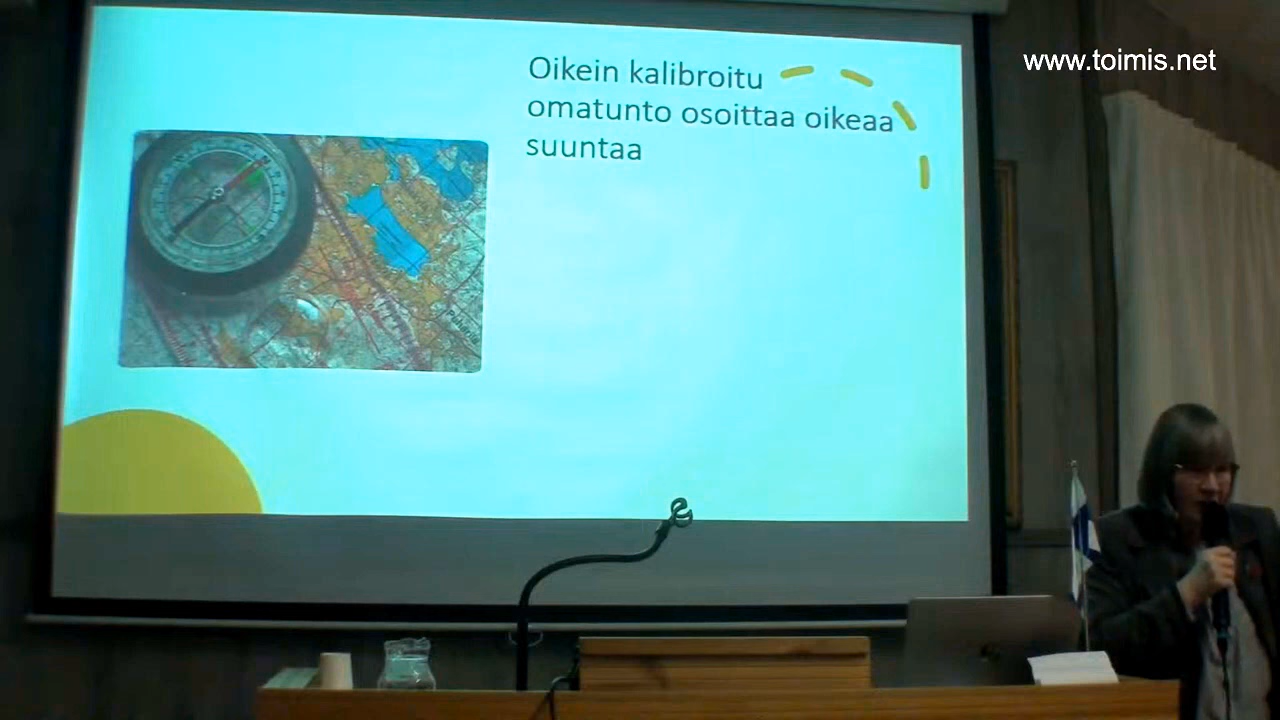 www.toimis.net
Oikein kalibroitu
omatunto osoittaa oikeaa
suuntaa